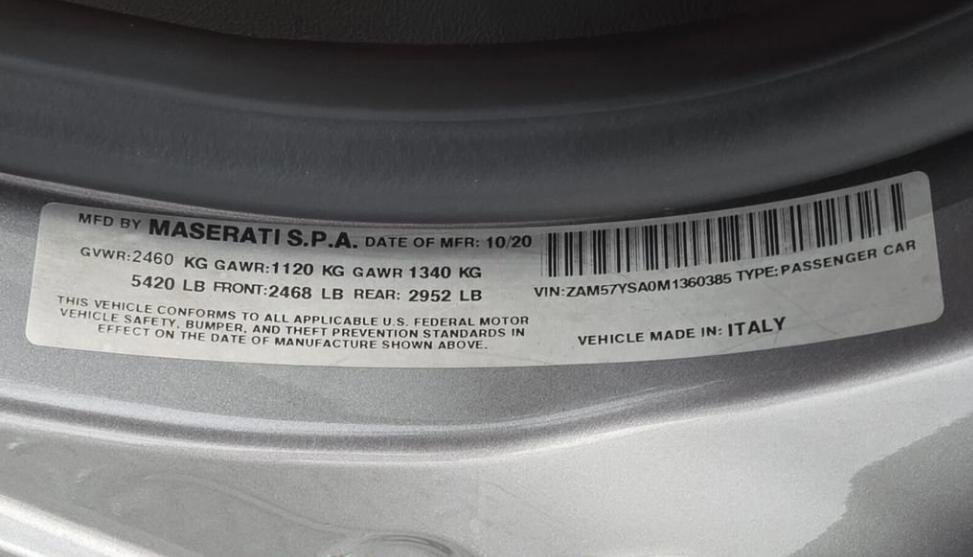 MFD BY MASERATI S.P.A. DATE OF MFR: 10/20
GVWR:2460 KG GAWR:1120 KG GAWR 1340 KG
5420 LB FRONT:2468 LB REAR: 2952 LB
THIS VEHICLE CONFORMS TO ALL APPLICABLE U.S. FEDERAL MOTOR
VEHICLE SAFETY, BUMPER, AND THEFT PREVENTION STANDARDS IN
EFFECT ON THE DATE OF MANUFACTURE SHOWN ABOVE.
VIN:ZAM57YSA0M1360385 TYPE:PASSENGER CAR
VEHICLE MADE IN: ITALY